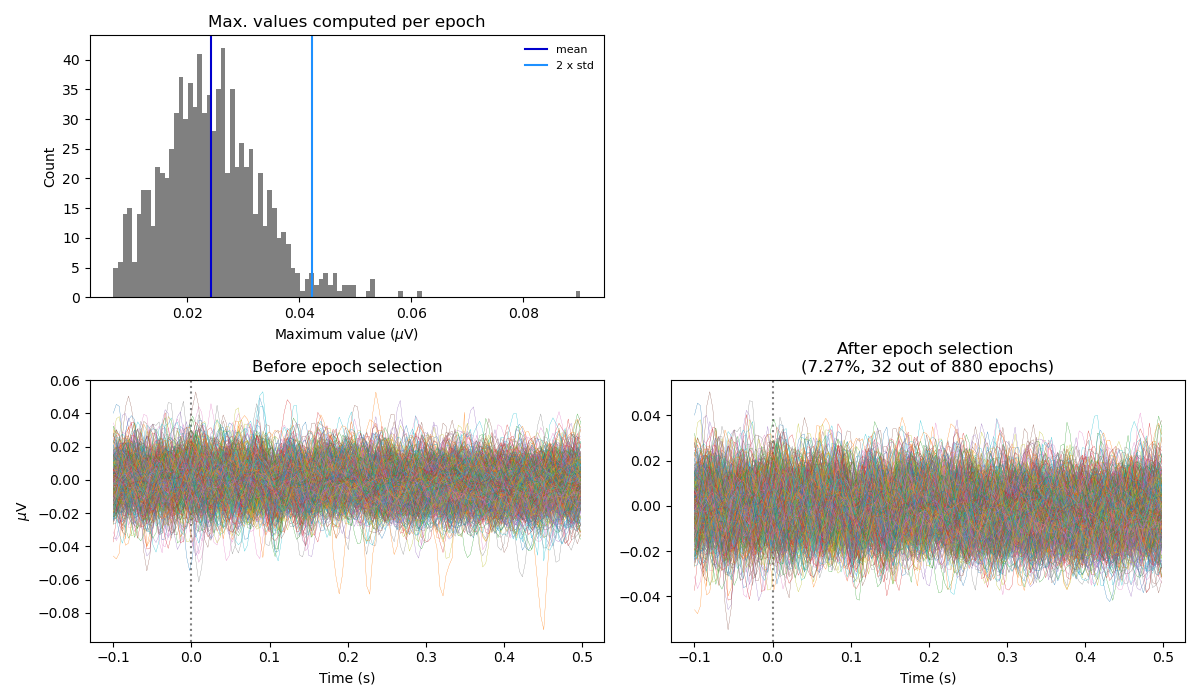 Max. values computed per epoch
mean
2 x std
40
35
30
25
20
15
10
5
0
Count
0.02 0.04 0.06 0.08
Maximum value (μV)
Before epoch selection
0.06
0.04
0.02
0.00
−0.02
−0.04
−0.06
−0.08
μV
−0.1 0.0 0.1 0.2 0.3 0.4 0.5
Time (s)
After epoch selection
(7.27%, 32 out of 880 epochs)
0.04
0.02
0.00
−0.02
−0.04
−0.1 0.0 0.1 0.2 0.3 0.4 0.5
Time (s)